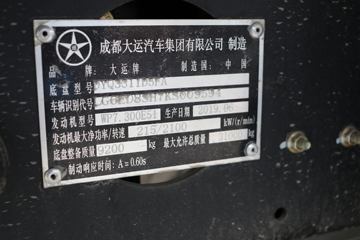 成都大运汽车集团有限公司 制造
品 牌: 大运牌 制造国: 中 国
底盘型号
车辆识别代号
发动机型号 WP7.300E51 生产日期 2019.06
发动机最大净功率/转速 215/2100 kW/(r/min)
底盘整备质量 9200 kg 最大允许总质量 31000 kg
制动响应时间: A=0.60s